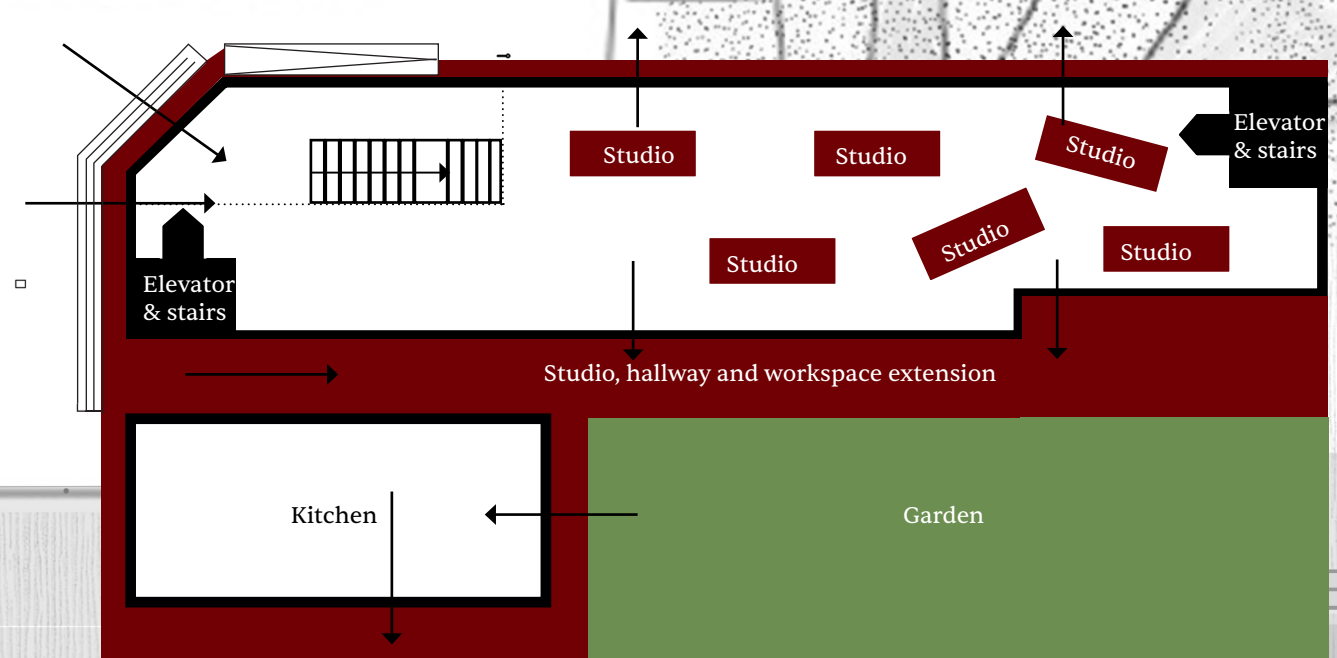 Elevator
& stairs
Studio
Studio
Studio
Studio
Studio
Studio
Elevator
& stairs
Studio, hallway and workspace extension
Kitchen
Garden